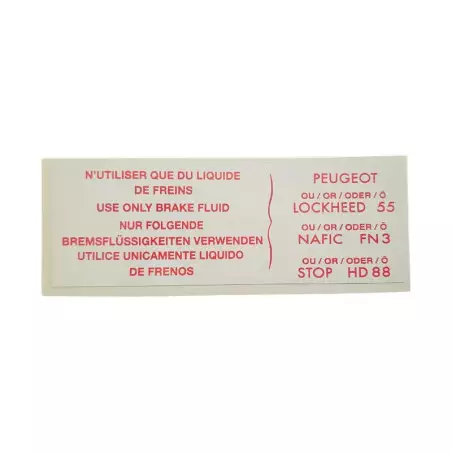 N'UTILISER QUE DU LIQUIDE
DE FREINS
USE ONLY BRAKE FLUID
NUR FOLGENDE
BREMSFLÜSSIGKEITEN VERWENDEN
UTILICE UNICAMENTE LIQUIDO
DE FRENOS
PEUGEOT
OU / OR / ODER / Ó
LOCKHEED 55
OU / OR / ODER / Ó
NAFIC FN3
OU / OR / ODER / Ó
STOP HD 88